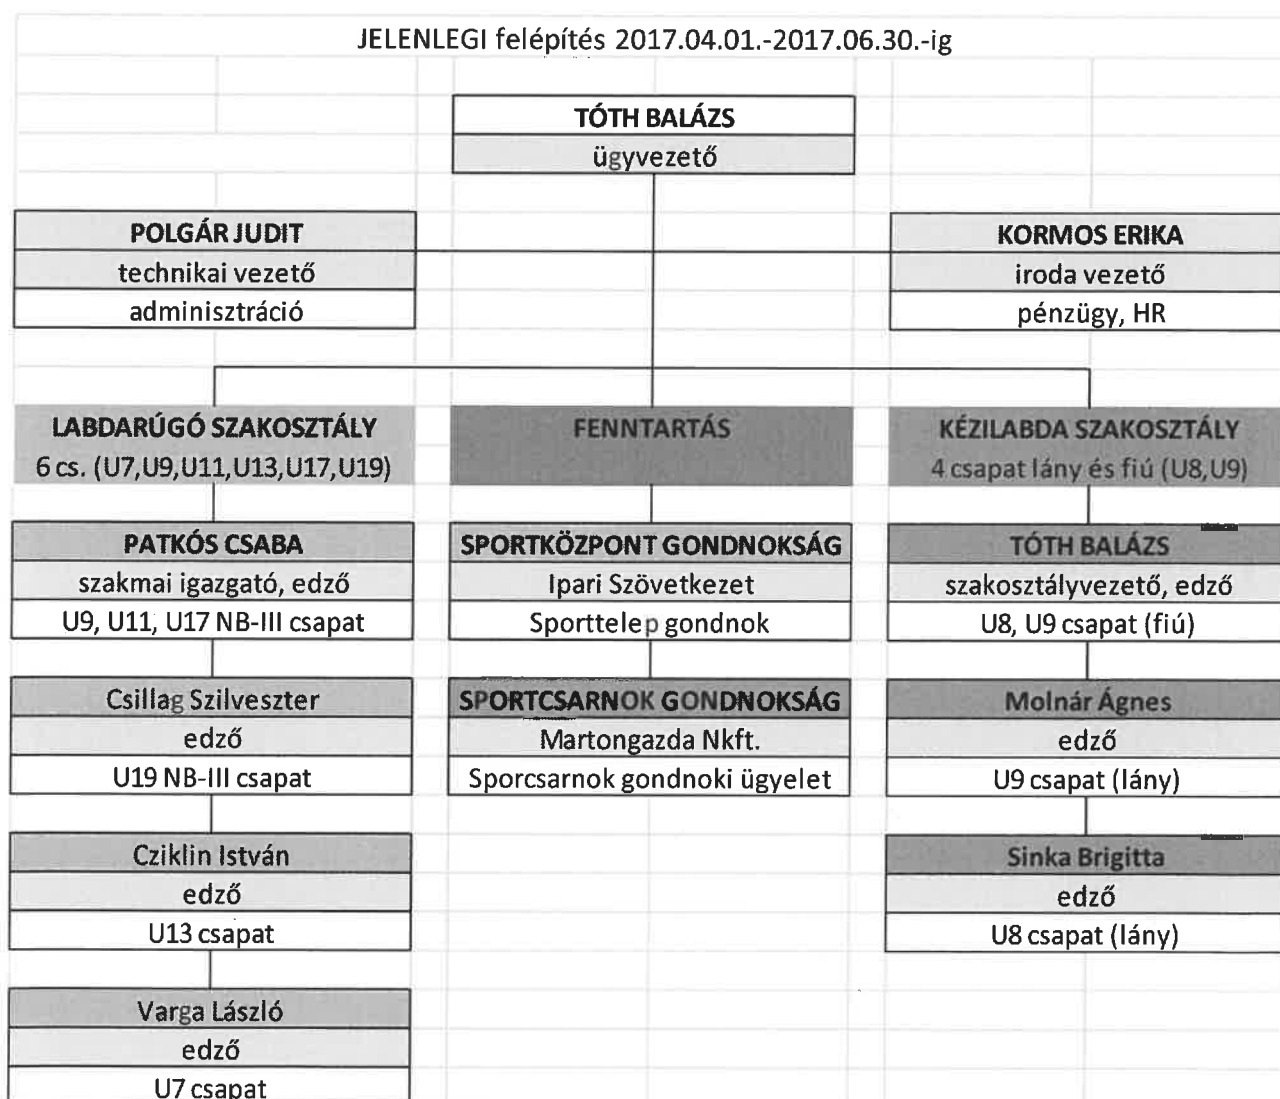 JELENLEGI felépítés 2017.04.01.-2017.06.30.-ig
TÓTH BALÁZS
ügyvezető
POLGÁR JUDIT
technikai vezető
adminisztráció
KORMOS ERIKA
iroda vezető
pénzügy, HR
LABDARÚGÓ SZAKOSZTÁLY
6 cs. (U7,U9,U11,U13,U17,U19)
FENNTARTÁS
KÉZILABDA SZAKOSZTÁLY
4 csapat lány és fiú (U8,U9)
PATKÓS CSABA
szakmai igazgató, edző
U9, U11, U17 NB-III csapat
SPORTKÖZPONT GONDNOKSÁG
Ipari Szövetkezet
Sporttelep gondnok
TÓTH BALÁZS
szakosztályvezető, edző
U8, U9 csapat (fiú)
Csillag Szilveszter
edző
U19 NB-III csapat
SPORTCSARNOK GONDNOKSÁG
Martongazda Nkft.
Sporcsarnok gondnoki ügyelet
Molnár Ágnes
edző
U9 csapat (lány)
Cziklin István
edző
U13 csapat
Sinka Brigitta
edző
U8 csapat (lány)
Varga László
edző
U7 csapat